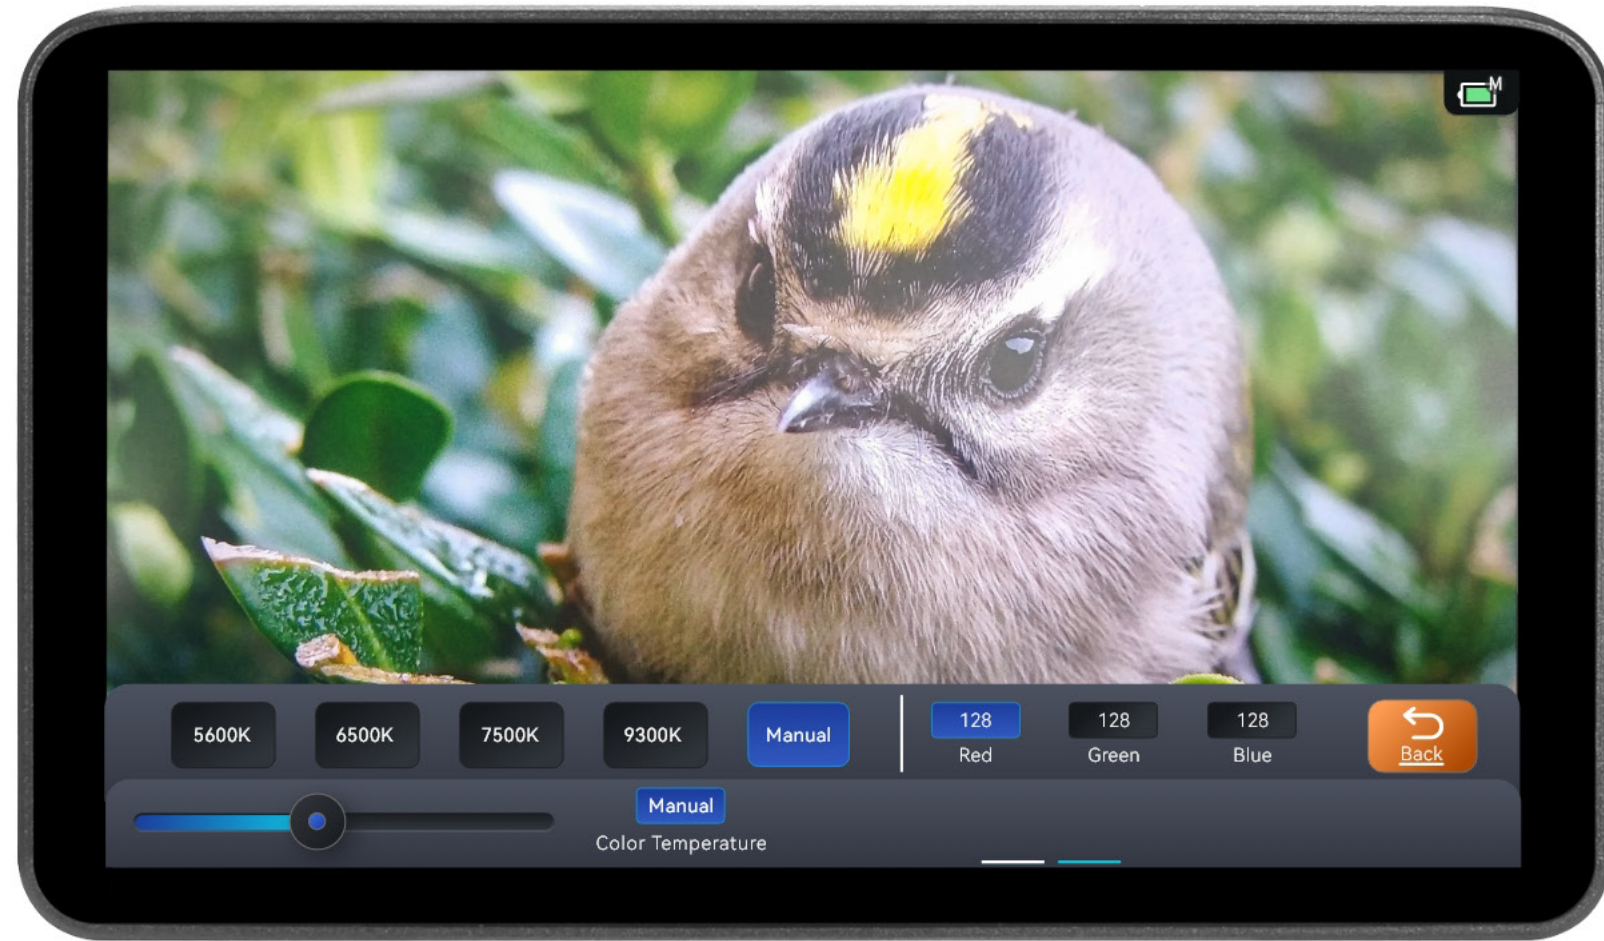 M
5600K
6500K
7500K
9300K
Manual
128
128
128
Red
Green
Blue
Back
Manual
Color Temperature